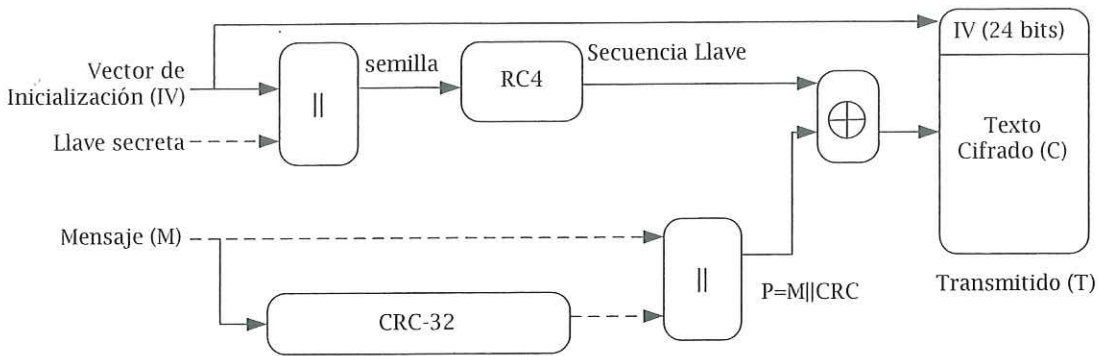 IV (24 bits)
Vector de
Inicialización (IV)
||
semilla
RC4
Secuencia Llave
Llave secreta
Texto
Cifrado (C)
Mensaje (M)
||
P=M||CRC
Transmitido (T)
CRC-32